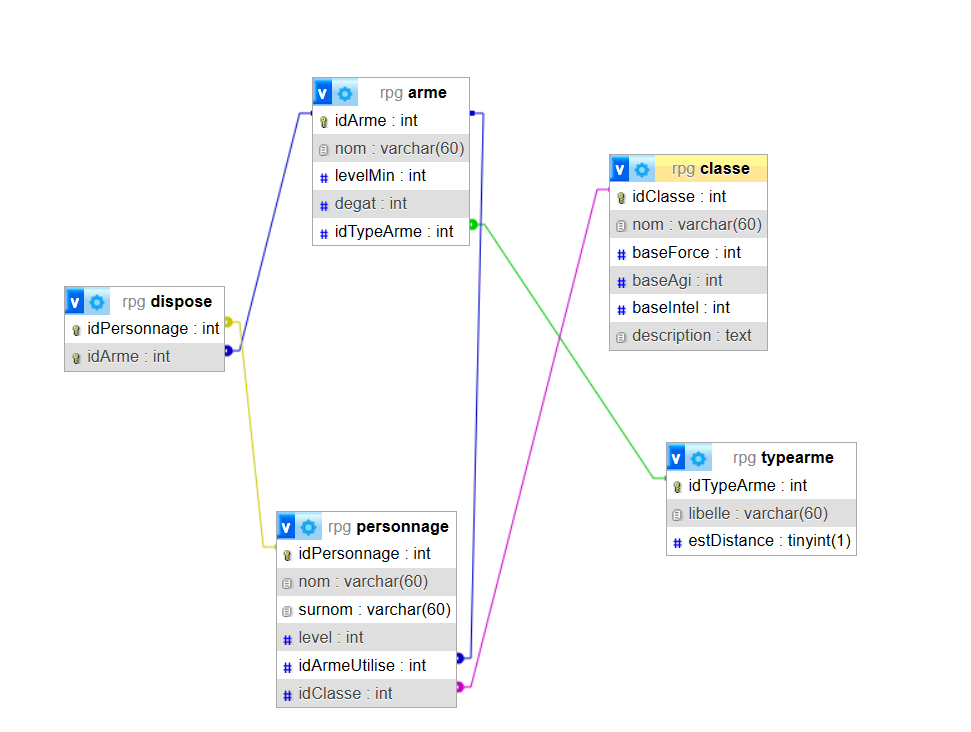 v rpg arme
idArme : int
nom : varchar(60)
levelMin : int
degat : int
idTypeArme : int
v rpg classe
idClasse : int
nom : varchar(60)
baseForce : int
baseAgi : int
baseIntel : int
description : text
v rpg dispose
idPersonnage : int
idArme : int
v rpg typearme
idTypeArme : int
libelle : varchar(60)
estDistance : tinyint(1)
v rpg personnage
idPersonnage : int
nom : varchar(60)
surnom : varchar(60)
level : int
idArmeUtilise : int
idClasse : int